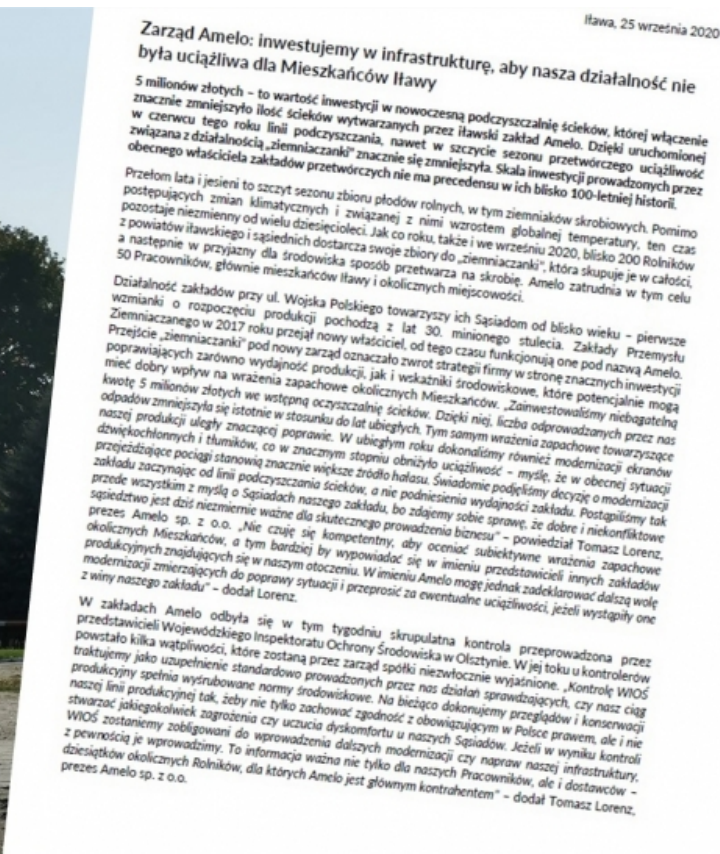 Iława, 25 września 2020
Zarząd Amelo: inwestujemy w infrastrukturę, aby nasza działalność nie
była uciążliwa dla Mieszkańców Iławy
5 milionów złotych – to wartość inwestycji w nowoczesną podczyszczalnię ścieków, której włączenie
znacznie zmniejszyło ilość ścieków wytwarzanych przez iławski zakład Amelo. Dzięki uruchomionej
w czerwcu tego roku linii podczyszczania, nawet w szczycie sezonu przetwórczego uciążliwość
związana z działalnością „ziemniaczanki" znacznie się zmniejszyła. Skala inwestycji prowadzonych przez
obecnego właściciela zakładów przetwórczych nie ma precedensu w ich blisko 100-letniej historii.
Przełom lata i jesieni to szczyt sezonu zbioru płodów rolnych, w tym ziemniaków skrobiowych. Pomimo
postępujących zmian klimatycznych i związanej z nimi wzrostem globalnej temperatury, ten czas
pozostaje niezmienny od wielu dziesięcioleci. Jak co roku, także i we wrześniu 2020, blisko 200 Rolników
z powiatów iławskiego i sąsiednich dostarcza swoje zbiory do „ziemniaczanki", która skupuje je w całości,
a następnie w przyjazny dla środowiska sposób przetwarza na skrobię. Amelo zatrudnia w tym celu
50 Pracowników, głównie mieszkańców Iławy i okolicznych miejscowości.
Działalność zakładów przy ul. Wojska Polskiego towarzyszy ich Sąsiadom od blisko wieku – pierwsze
wzmianki o rozpoczęciu produkcji pochodzą z lat 30. minionego stulecia. Zakłady Przemysłu
Ziemniaczanego w 2017 roku przejął nowy właściciel, od tego czasu funkcjonują one pod nazwą Amelo.
Przejście „ziemniaczanki" pod nowy zarząd oznaczało zwrot strategii firmy w stronę znacznych inwestycji
poprawiających zarówno wydajność produkcji, jak i wskaźniki środowiskowe, które potencjalnie mogą
mieć dobry wpływ na wrażenia zapachowe okolicznych Mieszkańców. „Zainwestowaliśmy niebagatelną
kwotę 5 milionów złotych we wstępną oczyszczalnię ścieków. Dzięki niej, liczba odprowadzanych przez nas
odpadów zmniejszyła się istotnie w stosunku do lat ubiegłych. Tym samym wrażenia zapachowe towarzyszące
naszej produkcji uległy znaczącej poprawie. W ubiegłym roku dokonaliśmy również modernizacji ekranów
dźwiękochłonnych i tłumików, co w znacznym stopniu obniżyło uciążliwość – myślę, że w obecnej sytuacji
przejeżdżające pociągi stanowią znacznie większe źródło hałasu. Świadomie podjęliśmy decyzję o modernizacji
zakładu zaczynając od linii podczyszczania ścieków, a nie podniesienia wydajności zakładu. Postąpiliśmy tak
przede wszystkim z myślą o Sąsiadach naszego zakładu, bo zdajemy sobie sprawę, że dobre i niekonfliktowe
sąsiedztwo jest dziś niezmiernie ważne dla skutecznego prowadzenia biznesu" – powiedział Tomasz Lorenz,
prezes Amelo sp. z o.o. „Nie czuję się kompetentny, aby oceniać subiektywne wrażenia zapachowe
okolicznych Mieszkańców, a tym bardziej by wypowiadać się w imieniu przedstawicieli innych zakładów
produkcyjnych znajdujących się w naszym otoczeniu. W imieniu Amelo mogę jednak zadeklarować dalszą wolę
modernizacji zmierzających do poprawy sytuacji i przeprosić za ewentualne uciążliwości, jeżeli wystąpiły one
z winy naszego zakładu" – dodał Lorenz.
W zakładach Amelo odbyła się w tym tygodniu skrupulatna kontrola przeprowadzona przez
przedstawicieli Wojewódzkiego Inspektoratu Ochrony Środowiska w Olsztynie. W jej toku u kontrolerów
powstało kilka wątpliwości, które zostaną przez zarząd spółki niezwłocznie wyjaśnione. „Kontrolę WIOŚ
traktujemy jako uzupełnienie standardowo prowadzonych przez nas działań sprawdzających, czy nasz ciąg
produkcyjny spełnia wyśrubowane normy środowiskowe. Na bieżąco dokonujemy przeglądów i konserwacji
naszej linii produkcyjnej tak, żeby nie tylko zachować zgodność z obowiązującym w Polsce prawem, ale i nie
stwarzać jakiegokolwiek zagrożenia czy uczucia dyskomfortu u naszych Sąsiadów. Jeżeli w wyniku kontroli
WIOŚ zostaniemy zobligowani do wprowadzenia dalszych modernizacji czy napraw naszej infrastruktury,
z pewnością je wprowadzimy. To informacja ważna nie tylko dla naszych Pracowników, ale i dostawców –
dziesiątków okolicznych Rolników, dla których Amelo jest głównym kontrahentem" – dodał Tomasz Lorenz,
prezes Amelo sp. z o.o.